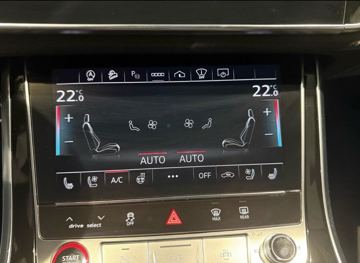 22.0 °C 22.0 °C
+ +
− −
AUTO AUTO
A/C ••• OFF
drive select OFF MAX REAR
START